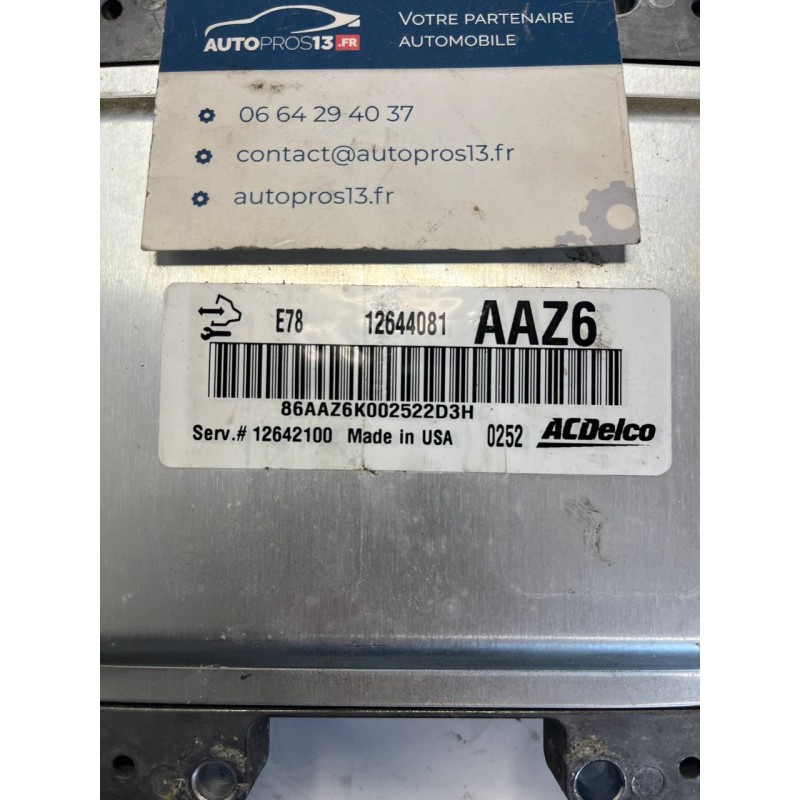 AUTOPROS13.FR
VOTRE PARTENAIRE
AUTOMOBILE
06 64 29 40 37
contact@autopros13.fr
autopros13.fr
E78 12644081 AAZ6
86AAZ6K002522D3H
Serv.# 12642100 Made in USA 0252 ACDelco